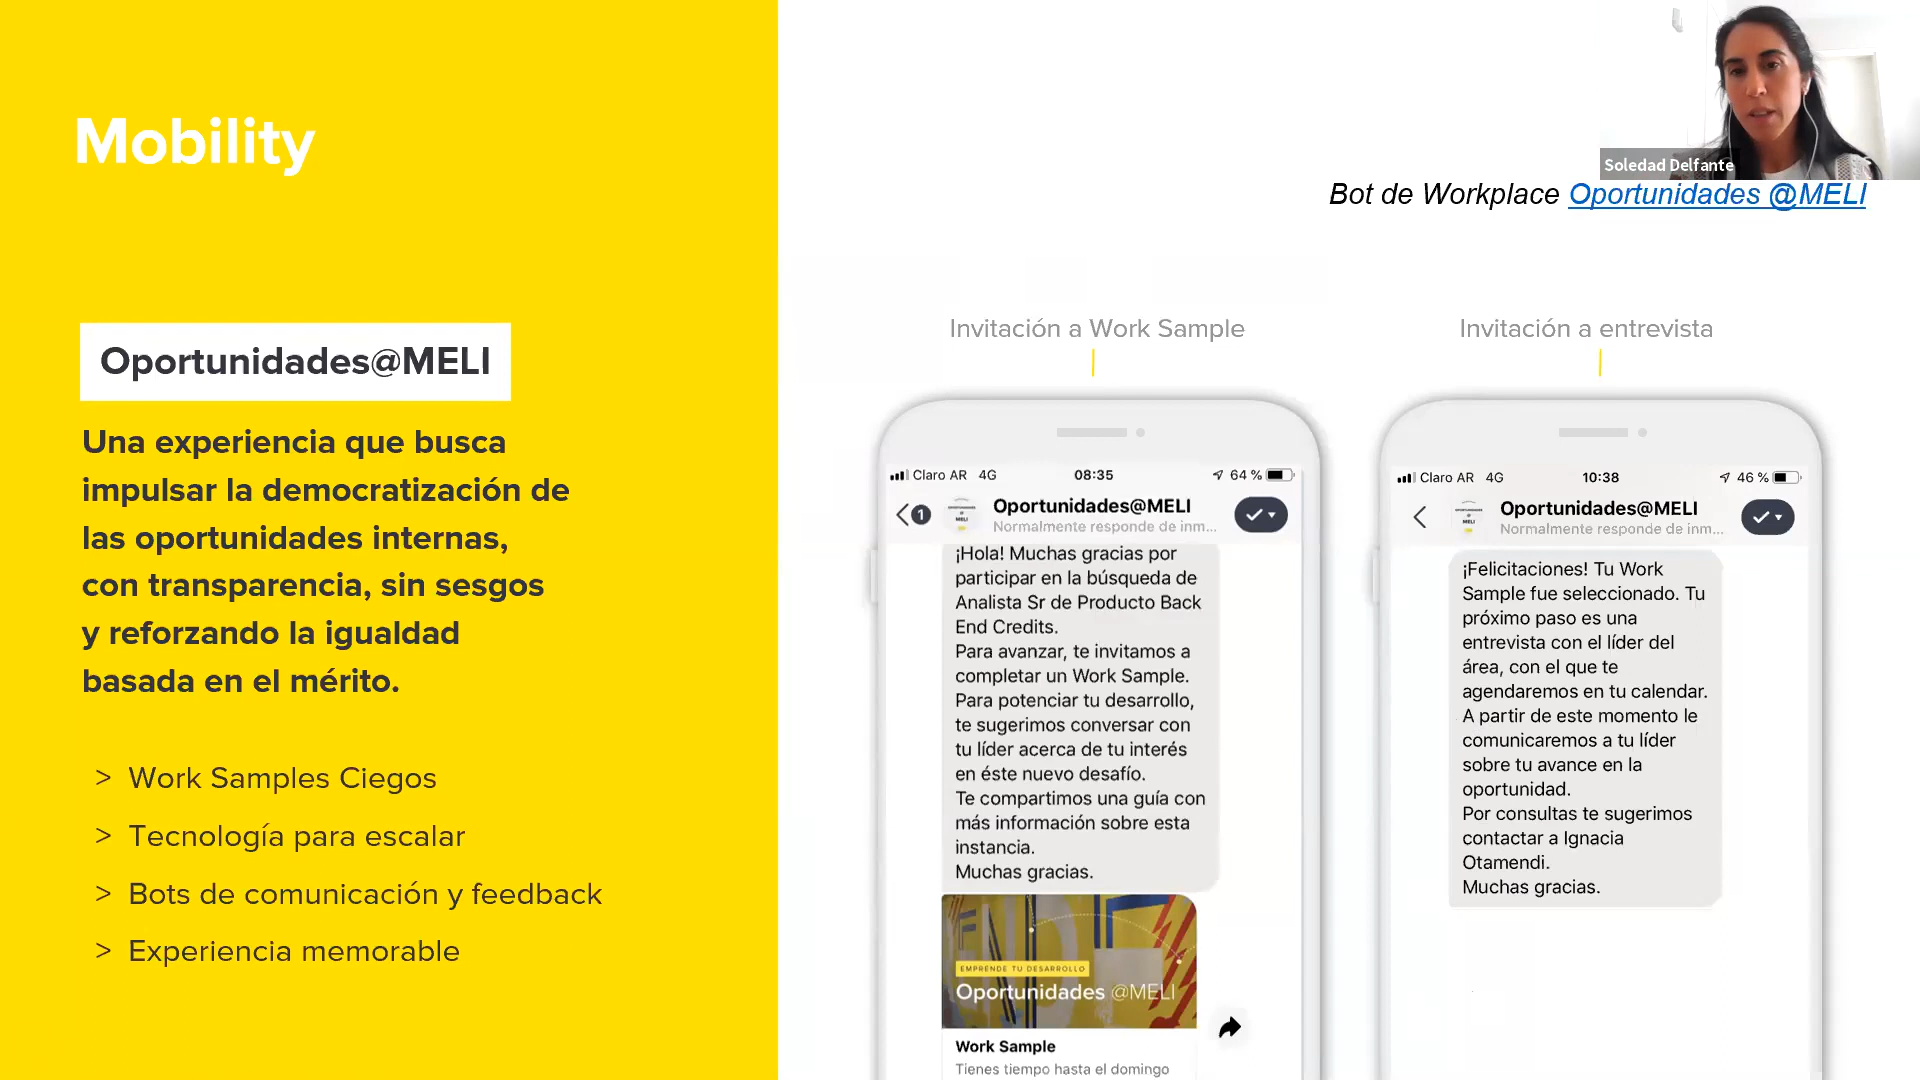 Mobility
Oportunidades@MELI
Una experiencia que busca
impulsar la democratización de
las oportunidades internas,
con transparencia, sin sesgos
y reforzando la igualdad
basada en el mérito.
> Work Samples Ciegos
> Tecnología para escalar
> Bots de comunicación y feedback
> Experiencia memorable
Soledad Delfante
Bot de Workplace Oportunidades @MELI
Invitación a Work Sample
Claro AR 4G 08:35 64 %
1
Oportunidades@MELI
Normalmente responde de inm...
¡Hola! Muchas gracias por
participar en la búsqueda de
Analista Sr de Producto Back
End Credits.
Para avanzar, te invitamos a
completar un Work Sample.
Para potenciar tu desarrollo,
te sugerimos conversar con
tu líder acerca de tu interés
en éste nuevo desafío.
Te compartimos una guía con
más información sobre esta
instancia.
Muchas gracias.
EMPRENDE TU DESARROLLO
Oportunidades @MELI
Work Sample
Tienes tiempo hasta el domingo
Invitación a entrevista
Claro AR 4G 10:38 46 %
Oportunidades@MELI
Normalmente responde de inm...
¡Felicitaciones! Tu Work
Sample fue seleccionado. Tu
próximo paso es una
entrevista con el líder del
área, con el que te
agendaremos en tu calendar.
A partir de este momento le
comunicaremos a tu líder
sobre tu avance en la
oportunidad.
Por consultas te sugerimos
contactar a Ignacia
Otamendi.
Muchas gracias.